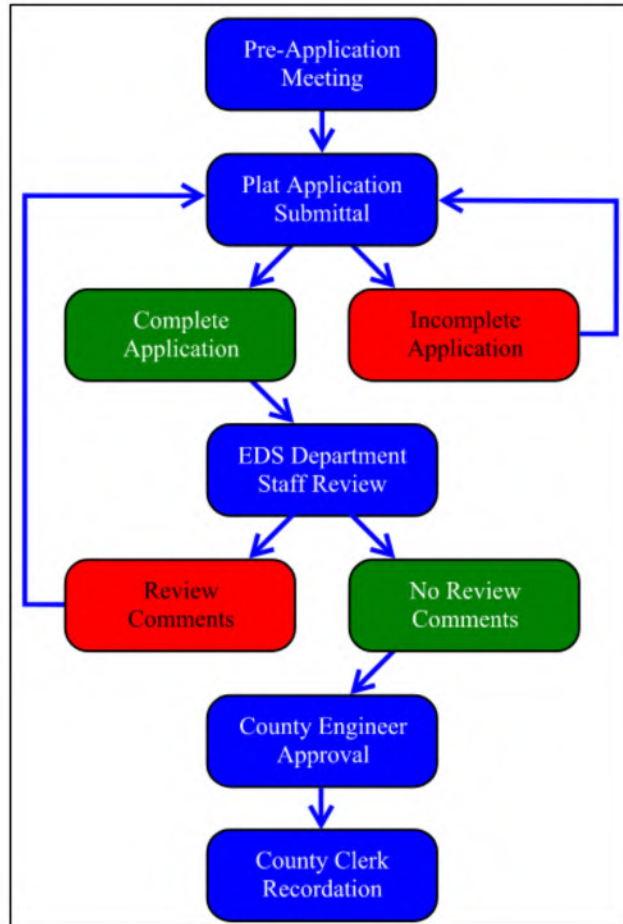 Pre-Application
Meeting
Plat Application
Submittal
Complete
Application
Incomplete
Application
EDS Department
Staff Review
Review
Comments
No Review
Comments
County Engineer
Approval
County Clerk
Recordation